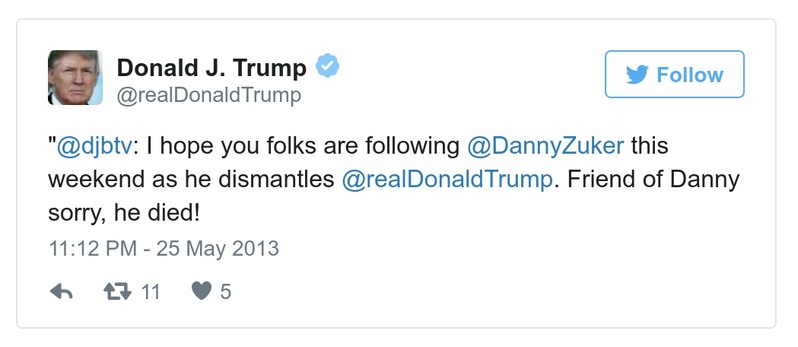 Donald J. Trump
@realDonaldTrump
Follow
"@djbtv: I hope you folks are following @DannyZuker this
weekend as he dismantles @realDonaldTrump. Friend of Danny
sorry, he died!
11:12 PM - 25 May 2013
11 5